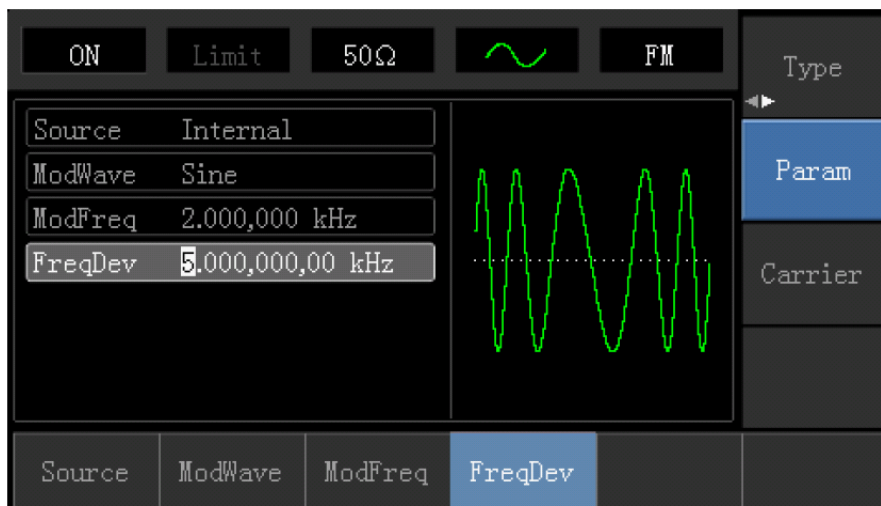 ON Limit 50Ω FM
Type
Source Internal
ModWave Sine
ModFreq 2.000,000 kHz
FreqDev 5.000,000,00 kHz
Param
Carrier
Source ModWave ModFreq FreqDev